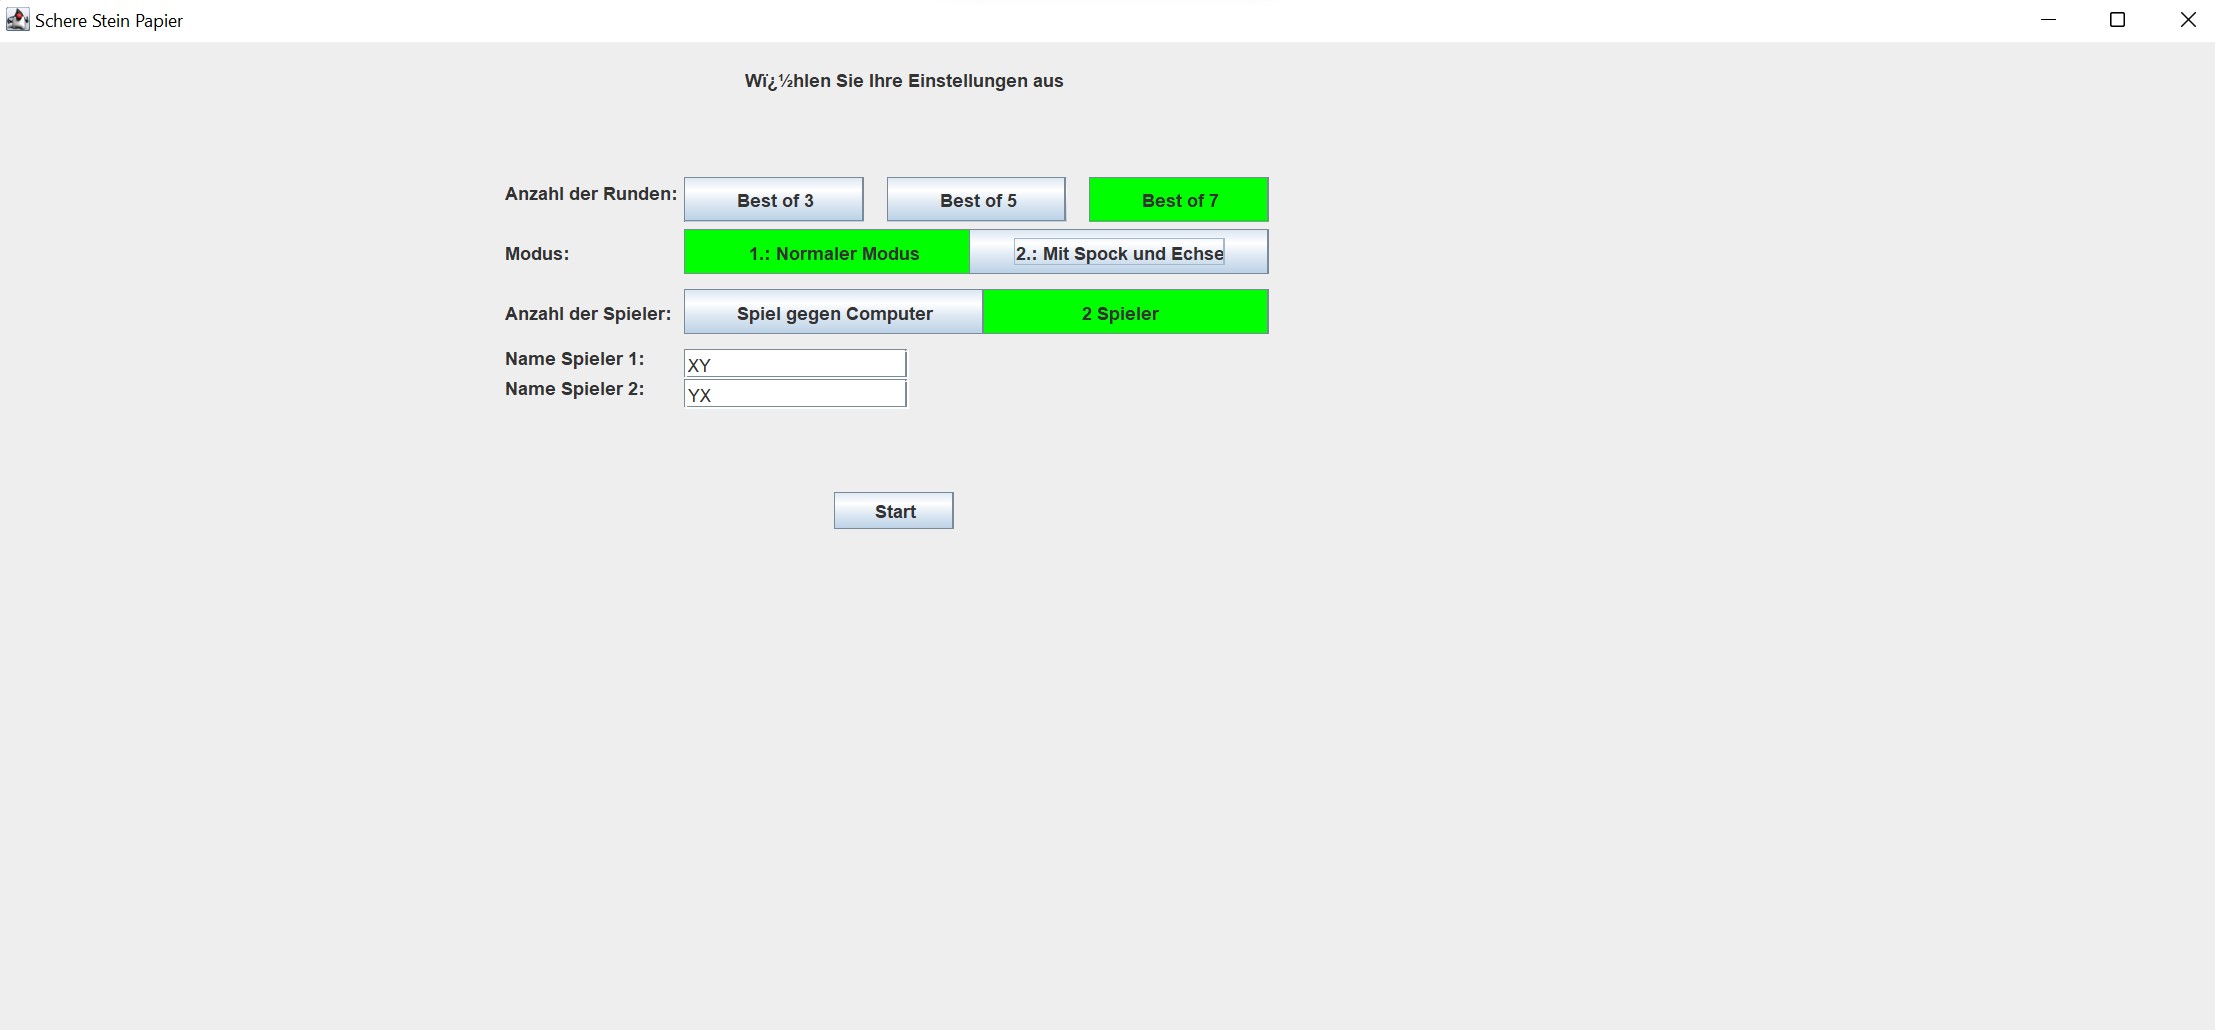 Schere Stein Papier
Wï¿½hlen Sie Ihre Einstellungen aus
Anzahl der Runden: Best of 3 Best of 5 Best of 7
Modus: 1.: Normaler Modus 2.: Mit Spock und Echse
Anzahl der Spieler: Spiel gegen Computer 2 Spieler
Name Spieler 1: XY
Name Spieler 2: YX
Start